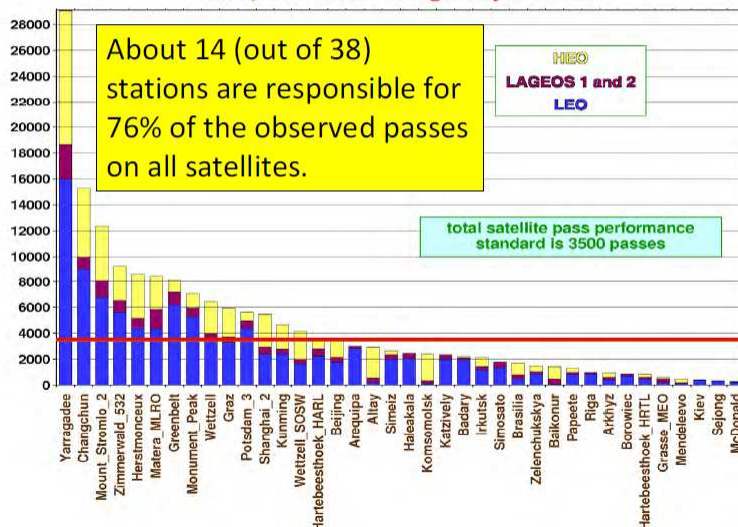 About 14 (out of 38)
stations are responsible for
76% of the observed passes
on all satellites.
HEO
LAGEOS 1 and 2
LEO
total satellite pass performance
standard is 3500 passes
28000
26000
24000
22000
20000
18000
16000
14000
12000
10000
8000
6000
4000
2000
0
Yarragadee
Changchun
Mount_Stromlo_2
Zimmerwald_532
Herstmonceux
Matera_MLRO
Greenbelt
Monument_Peak
Wettzell
Graz
Potsdam_3
Shanghai_2
Kunming
Wettzell_SOSW
Hartebeesthoek_HARL
Beijing
Arequipa
Altay
Simeiz
Haleakala
Komsomolsk
Katzively
Badary
Irkutsk
Simosato
Brasilia
Zelenchukskya
Baikonur
Papeete
Riga
Arkhyz
Borowiec
Hartebeesthoek_HRTL
Grasse_MEO
Mendeleevo
Kiev
Sejong
McDonald